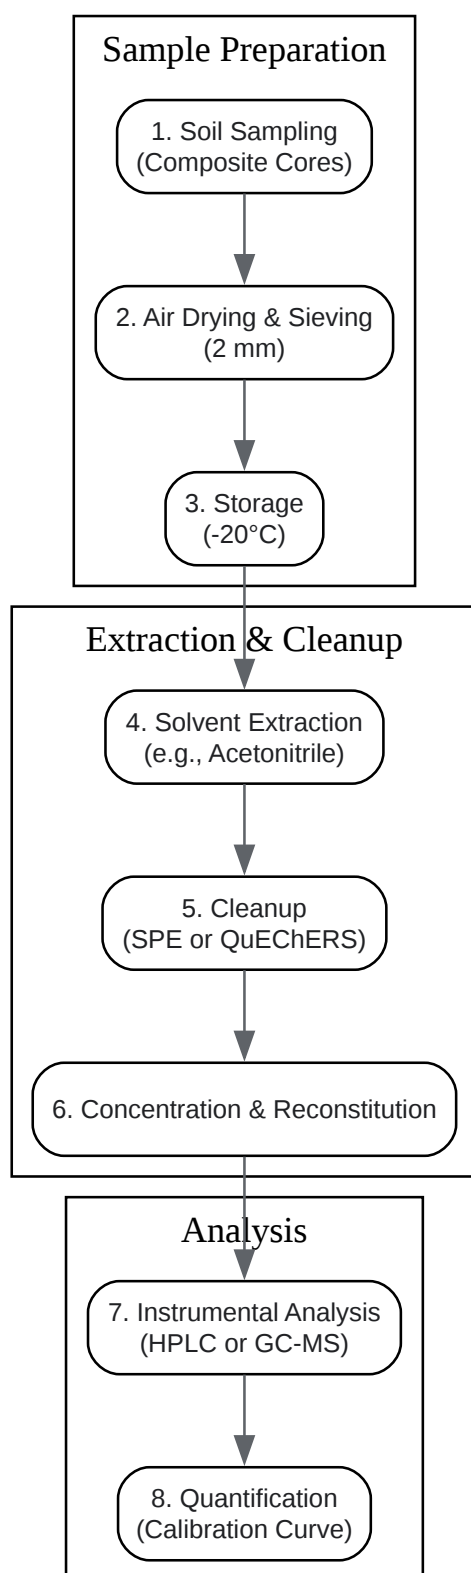 Sample Preparation
1. Soil Sampling
(Composite Cores)
2. Air Drying & Sieving
(2 mm)
3. Storage
(-20°C)
Extraction & Cleanup
4. Solvent Extraction
(e.g., Acetonitrile)
5. Cleanup
(SPE or QuEChERS)
6. Concentration & Reconstitution
Analysis
7. Instrumental Analysis
(HPLC or GC-MS)
8. Quantification
(Calibration Curve)